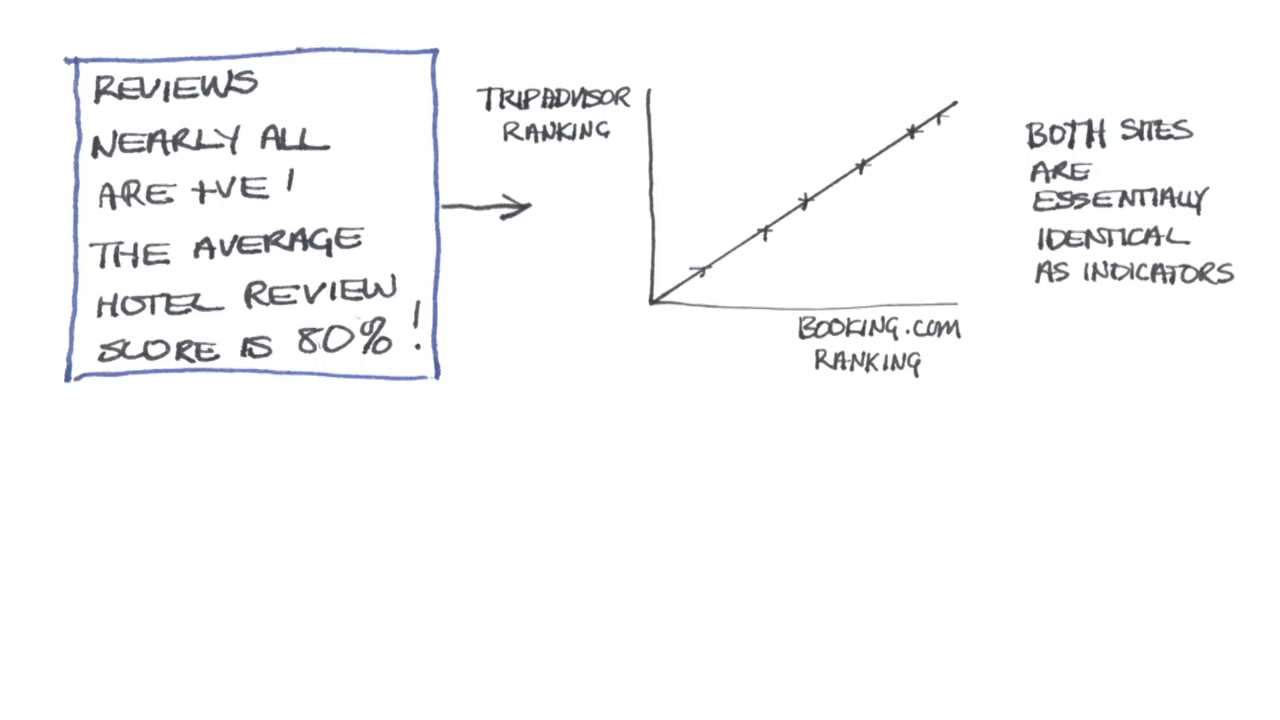 REVIEWS
NEARLY ALL
ARE +VE !
THE AVERAGE
HOTEL REVIEW
SCORE IS 80% !
TRIPADVISOR
RANKING
BOOKING.COM
RANKING
BOTH SITES
ARE
ESSENTIALLY
IDENTICAL
AS INDICATORS